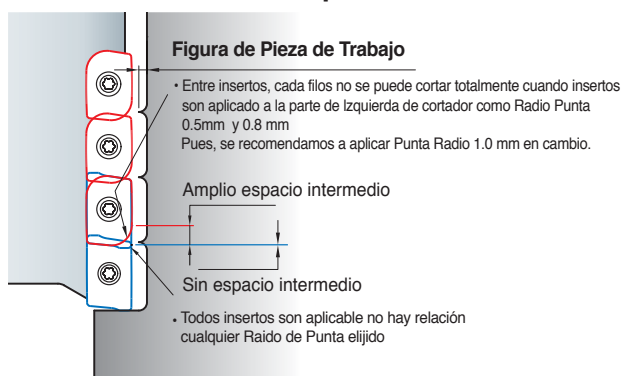 Figura de Pieza de Trabajo
· Entre insertos, cada filos no se puede cortar totalmente cuando insertos
son aplicado a la parte de Izquierda de cortador como Radio Punta
0.5mm y 0.8 mm
Pues, se recomendamos a aplicar Punta Radio 1.0 mm en cambio.
Amplio espacio intermedio
Sin espacio intermedio
· Todos insertos son aplicable no hay relación
cualquier Raido de Punta elijido